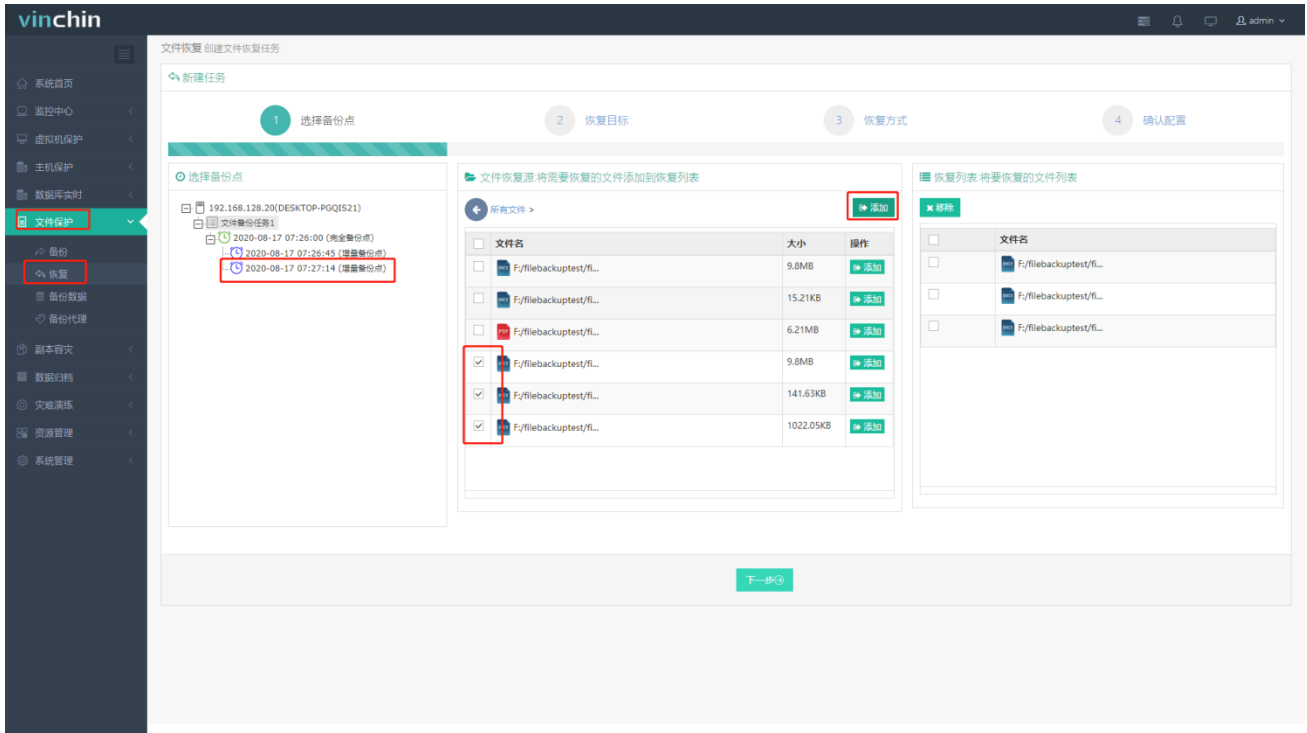 vinchin
admin
文件恢复 创建文件恢复任务
系统首页
监控中心
虚拟机保护
主机保护
数据库实时
文件保护
备份
恢复
备份数据
备份代理
副本容灾
数据归档
灾难演练
资源管理
系统管理
新建任务
1 选择备份点
2 恢复目标
3 恢复方式
4 确认配置
选择备份点
192.168.128.20(DESKTOP-PGQIS21)
文件备份任务1
2020-08-17 07:26:00 (完全备份点)
2020-08-17 07:26:45 (增量备份点)
2020-08-17 07:27:14 (增量备份点)
文件恢复源:将需要恢复的文件添加到恢复列表
所有文件 >
添加
文件名 大小 操作
F:/filebackuptest/fi... 9.8MB 添加
F:/filebackuptest/fi... 15.21KB 添加
F:/filebackuptest/fi... 6.21MB 添加
F:/filebackuptest/fi... 9.8MB 添加
F:/filebackuptest/fi... 141.63KB 添加
F:/filebackuptest/fi... 1022.05KB 添加
恢复列表:将要恢复的文件列表
移除
文件名
F:/filebackuptest/fi...
F:/filebackuptest/fi...
F:/filebackuptest/fi...
下一步